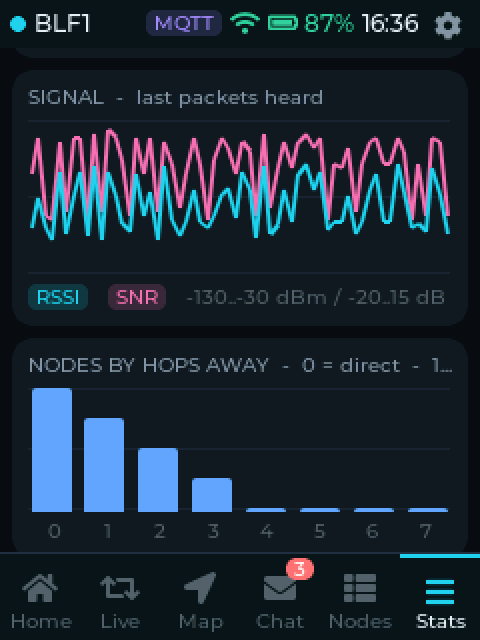 BLF1 MQTT 87% 16:36
SIGNAL - last packets heard
RSSI SNR -130..-30 dBm / -20..15 dB
NODES BY HOPS AWAY - 0 = direct - 1...
0 1 2 3 4 5 6 7
3
Home Live Map Chat Nodes Stats